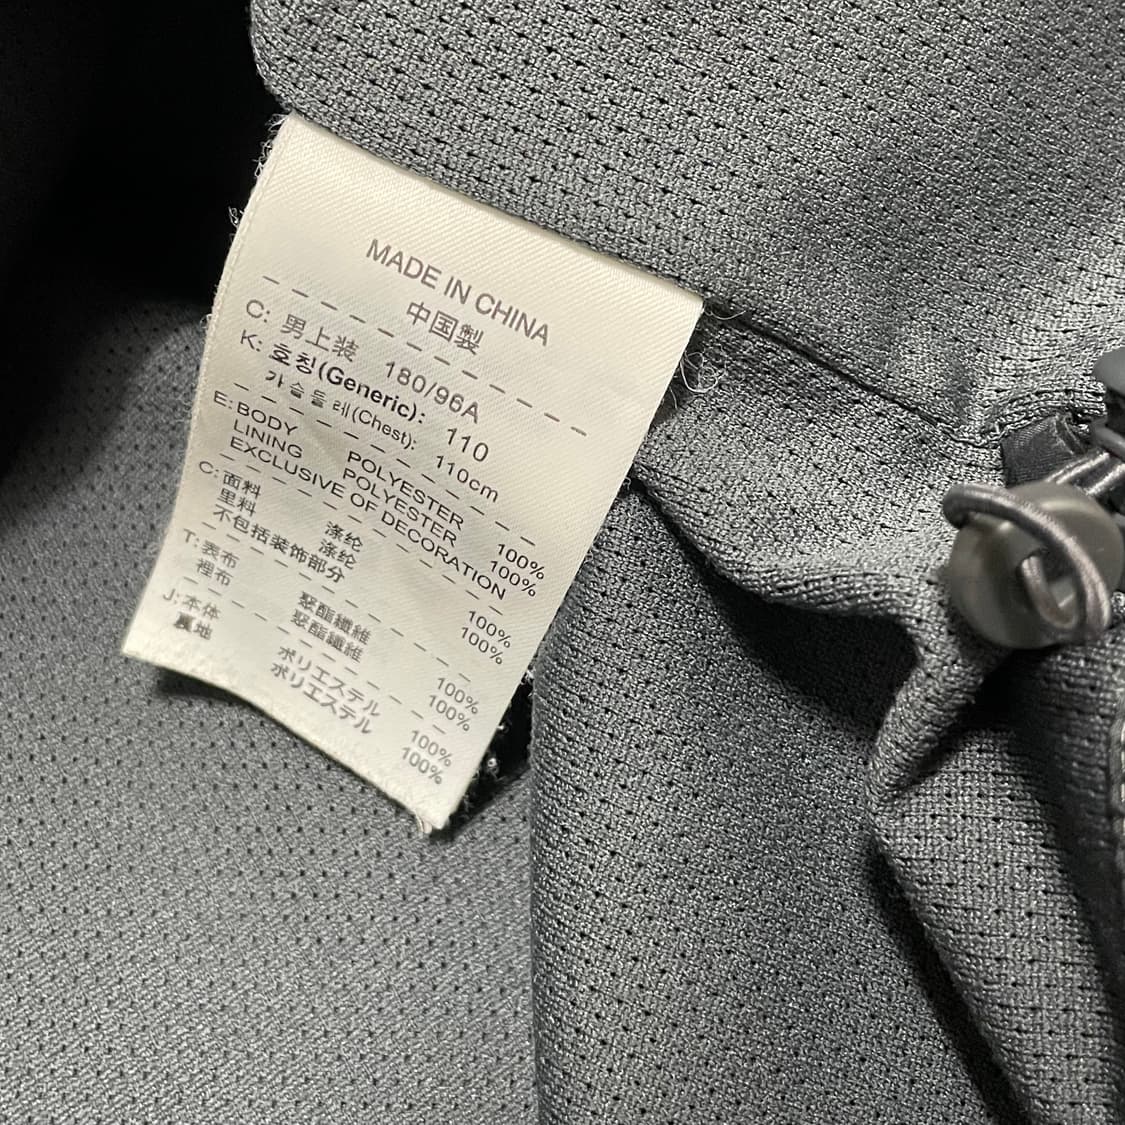 MADE IN CHINA
中国製
C: 男上装 180/96A
K: 호칭(Generic): 110
가슴둘레(Chest): 110cm
E: BODY POLYESTER 100%
LINING POLYESTER 100%
EXCLUSIVE OF DECORATION
C: 面料 涤纶 100%
里料 涤纶 100%
不包括装饰部分
T: 表布 聚酯纖維 100%
裡布 聚酯纖維 100%
J: 本体 ポリエステル 100%
裏地 ポリエステル 100%